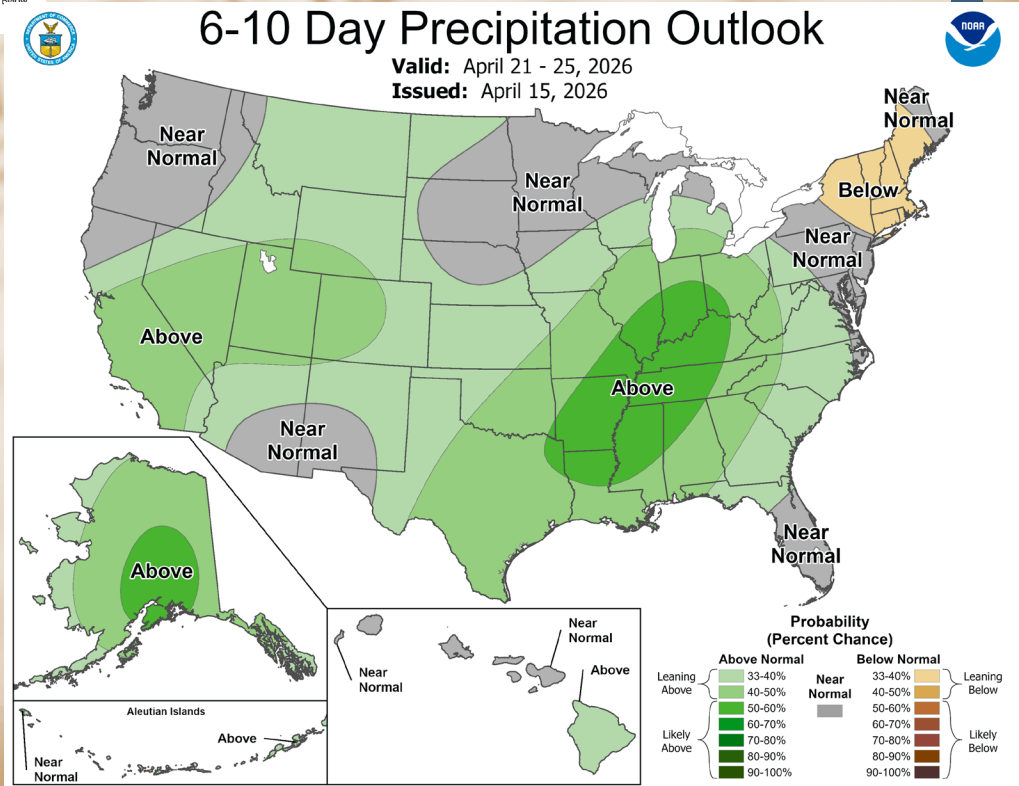 6-10 Day Precipitation Outlook
Valid: April 21 - 25, 2026
Issued: April 15, 2026
NOAA
Near
Normal
Near
Normal
Near
Normal
Below
Near
Normal
Above
Above
Near
Normal
Near
Normal
Above
Near
Normal
Near
Normal
Above
Aleutian Islands
Above
Near
Normal
Probability
(Percent Chance)
Above Normal
Below Normal
Leaning
Above
33-40%
40-50%
Likely
Above
50-60%
60-70%
70-80%
80-90%
90-100%
Near
Normal
33-40%
40-50%
Leaning
Below
50-60%
60-70%
70-80%
80-90%
90-100%
Likely
Below